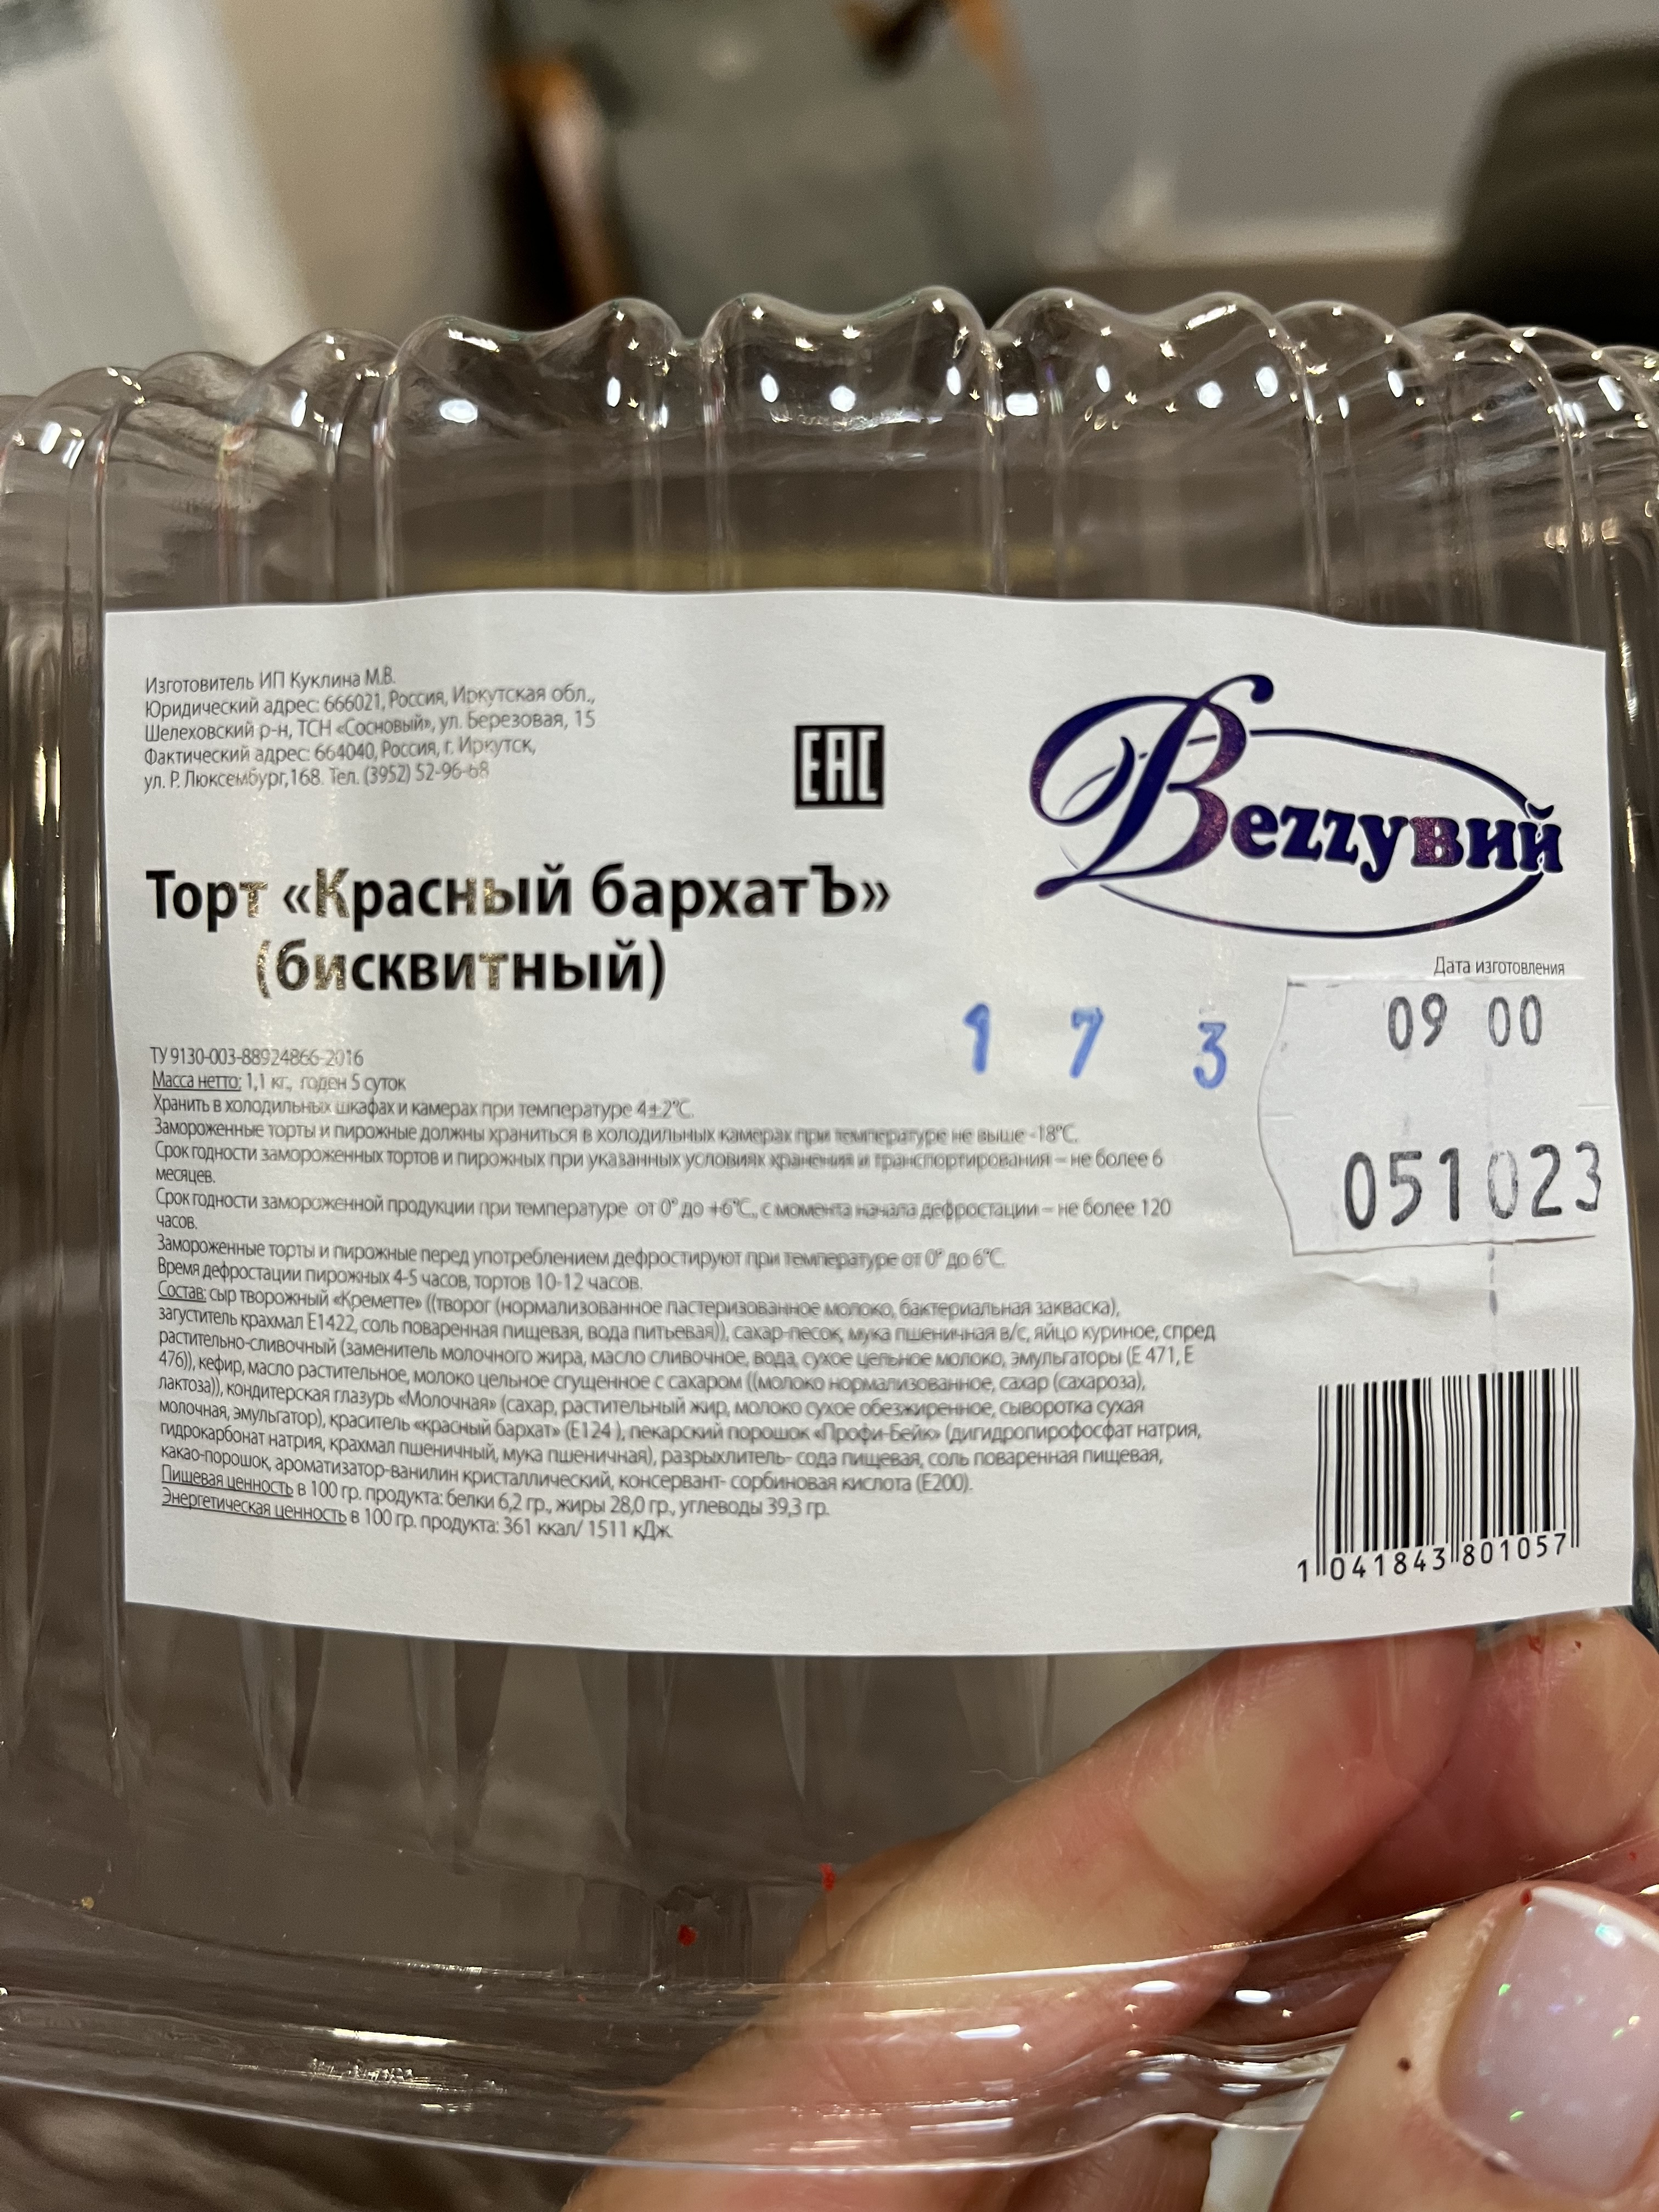 Изготовитель ИП Куклина М.В.
Юридический адрес: 666021, Россия, Иркутская обл.,
Шелеховский р-н, ТСН «Сосновый», ул. Березовая, 15
Фактический адрес: 664040, Россия, г. Иркутск,
ул. Р. Люксембург,168. Тел. (3952) 52-96-68
EAC
Веzzувий
Торт «Красный бархатЪ»
(бисквитный)
Дата изготовления
09 00
1 7 3
051023
ТУ 9130-003-88924866-2016
Масса нетто: 1,1 кг., годен 5 суток
Хранить в холодильных шкафах и камерах при температуре 4±2°С.
Замороженные торты и пирожные должны храниться в холодильных камерах при температуре не выше -18°С.
Срок годности замороженных тортов и пирожных при указанных условиях хранения и транспортирования – не более 6
месяцев.
Срок годности замороженной продукции при температуре от 0° до +6°С., с момента начала дефростации – не более 120
часов.
Замороженные торты и пирожные перед употреблением дефростируют при температуре от 0° до 6°С.
Время дефростации пирожных 4-5 часов, тортов 10-12 часов.
Состав: сыр творожный «Креметте» ((творог (нормализованное пастеризованное молоко, бактериальная закваска),
загуститель крахмал Е1422, соль поваренная пищевая, вода питьевая)), сахар-песок, мука пшеничная в/с, яйцо куриное, спред
растительно-сливочный (заменитель молочного жира, масло сливочное, вода, сухое цельное молоко, эмульгаторы (Е 471, Е
476)), кефир, масло растительное, молоко цельное сгущенное с сахаром ((молоко нормализованное, сахар (сахароза),
лактоза)), кондитерская глазурь «Молочная» (сахар, растительный жир, молоко сухое обезжиренное, сыворотка сухая
молочная, эмульгатор), краситель «красный бархат» (Е124 ), пекарский порошок «Профи-Бейк» (дигидропирофосфат натрия,
гидрокарбонат натрия, крахмал пшеничный, мука пшеничная), разрыхлитель- сода пищевая, соль поваренная пищевая,
какао-порошок, ароматизатор-ванилин кристаллический, консервант- сорбиновая кислота (Е200).
Пищевая ценность в 100 гр. продукта: белки 6,2 гр., жиры 28,0 гр., углеводы 39,3 гр.
Энергетическая ценность в 100 гр. продукта: 361 ккал/ 1511 кДж.
1 041843 801057